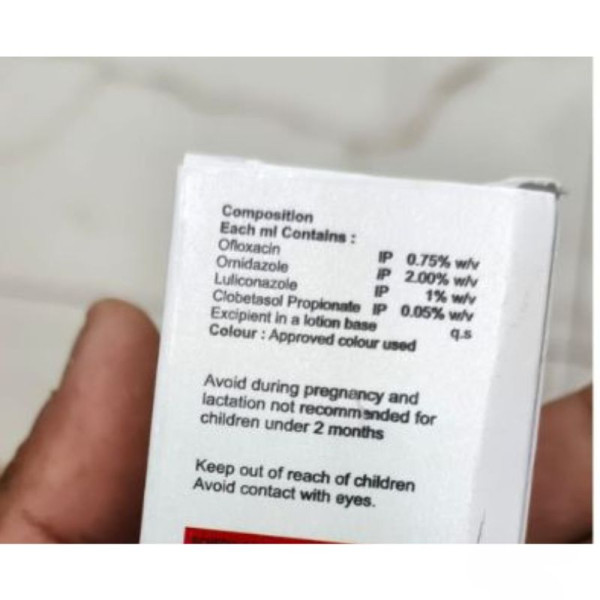 Composition
Each ml Contains :
Ofloxacin IP 0.75% w/v
Ornidazole IP 2.00% w/v
Luliconazole IP 1% w/v
Clobetasol Propionate IP 0.05% w/v
Excipient in a lotion base q.s
Colour : Approved colour used
Avoid during pregnancy and
lactation not recommended for
children under 2 months
Keep out of reach of children
Avoid contact with eyes.